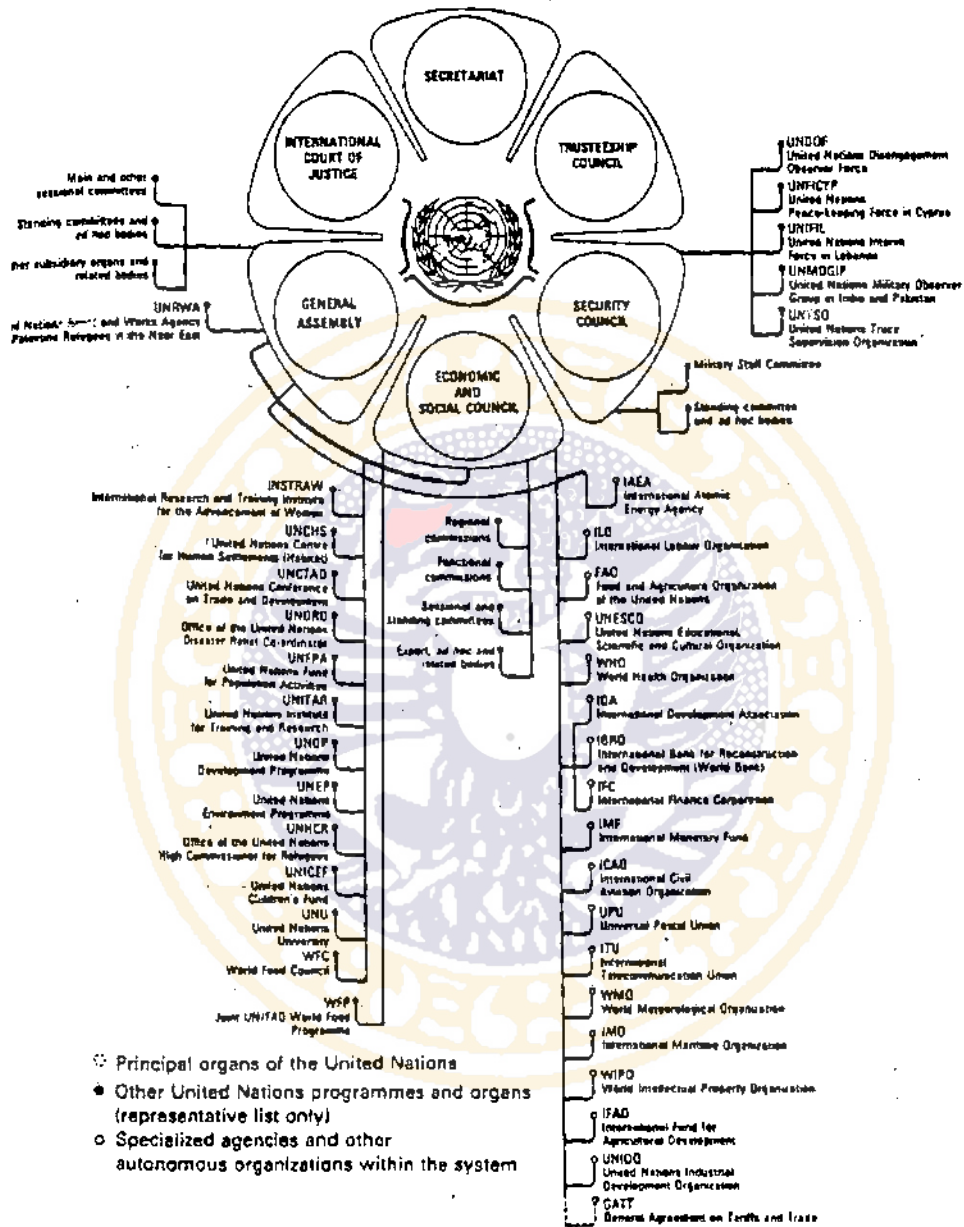 SECRETARIAT
INTERNATIONAL
COURT OF
JUSTICE
TRUSTEESHIP
COUNCIL
GENERAL
ASSEMBLY
SECURITY
COUNCIL
ECONOMIC
AND
SOCIAL COUNCIL
Main and other
sessional committees
Standing committees and
ad hoc bodies
her subsidiary organs and
related bodies
UNRWA
and Works Agency
Palestine Refugees in the Near East
UNDOF
United Nations Disengagement
Observer Force
UNFICYP
United Nations
Peace-keeping Force in Cyprus
UNIFIL
United Nations Interim
Force in Lebanon
UNMOGIP
United Nations Military Observer
Group in India and Pakistan
UNTSO
United Nations Truce
Supervision Organization
Military Staff Committee
Standing committee
and ad hoc bodies
INSTRAW
International Research and Training Institute
for the Advancement of Women
UNCHS
United Nations Centre
for Human Settlements (Habitat)
UNCTAD
United Nations Conference
on Trade and Development
UNDRO
Office of the United Nations
Disaster Relief Co-ordinator
UNFPA
United Nations Fund
for Population Activities
UNITAR
United Nations Institute
for Training and Research
UNDP
United Nations
Development Programme
UNEP
United Nations
Environment Programme
UNHCR
Office of the United Nations
High Commissioner for Refugees
UNICEF
United Nations
Children's Fund
UNU
United Nations
University
WFC
World Food Council
WFP
Joint UN/FAO World Food
Programme
Regional
commissions
Functional
commissions
Sessional and
standing committees
Expert, ad hoc and
related bodies
IAEA
International Atomic
Energy Agency
ILO
International Labour Organisation
FAO
Food and Agriculture Organization
of the United Nations
UNESCO
United Nations Educational,
Scientific and Cultural Organization
WHO
World Health Organization
IDA
International Development Association
IBRD
International Bank for Reconstruction
and Development (World Bank)
IFC
International Finance Corporation
IMF
International Monetary Fund
ICAO
International Civil
Aviation Organization
UPU
Universal Postal Union
ITU
International
Telecommunication Union
WMO
World Meteorological Organization
IMO
International Maritime Organization
WIPO
World Intellectual Property Organization
IFAD
International Fund for
Agricultural Development
UNIDO
United Nations Industrial
Development Organization
GATT
General Agreement on Tariffs and Trade
Principal organs of the United Nations
Other United Nations programmes and organs
(representative list only)
Specialized agencies and other
autonomous organizations within the system